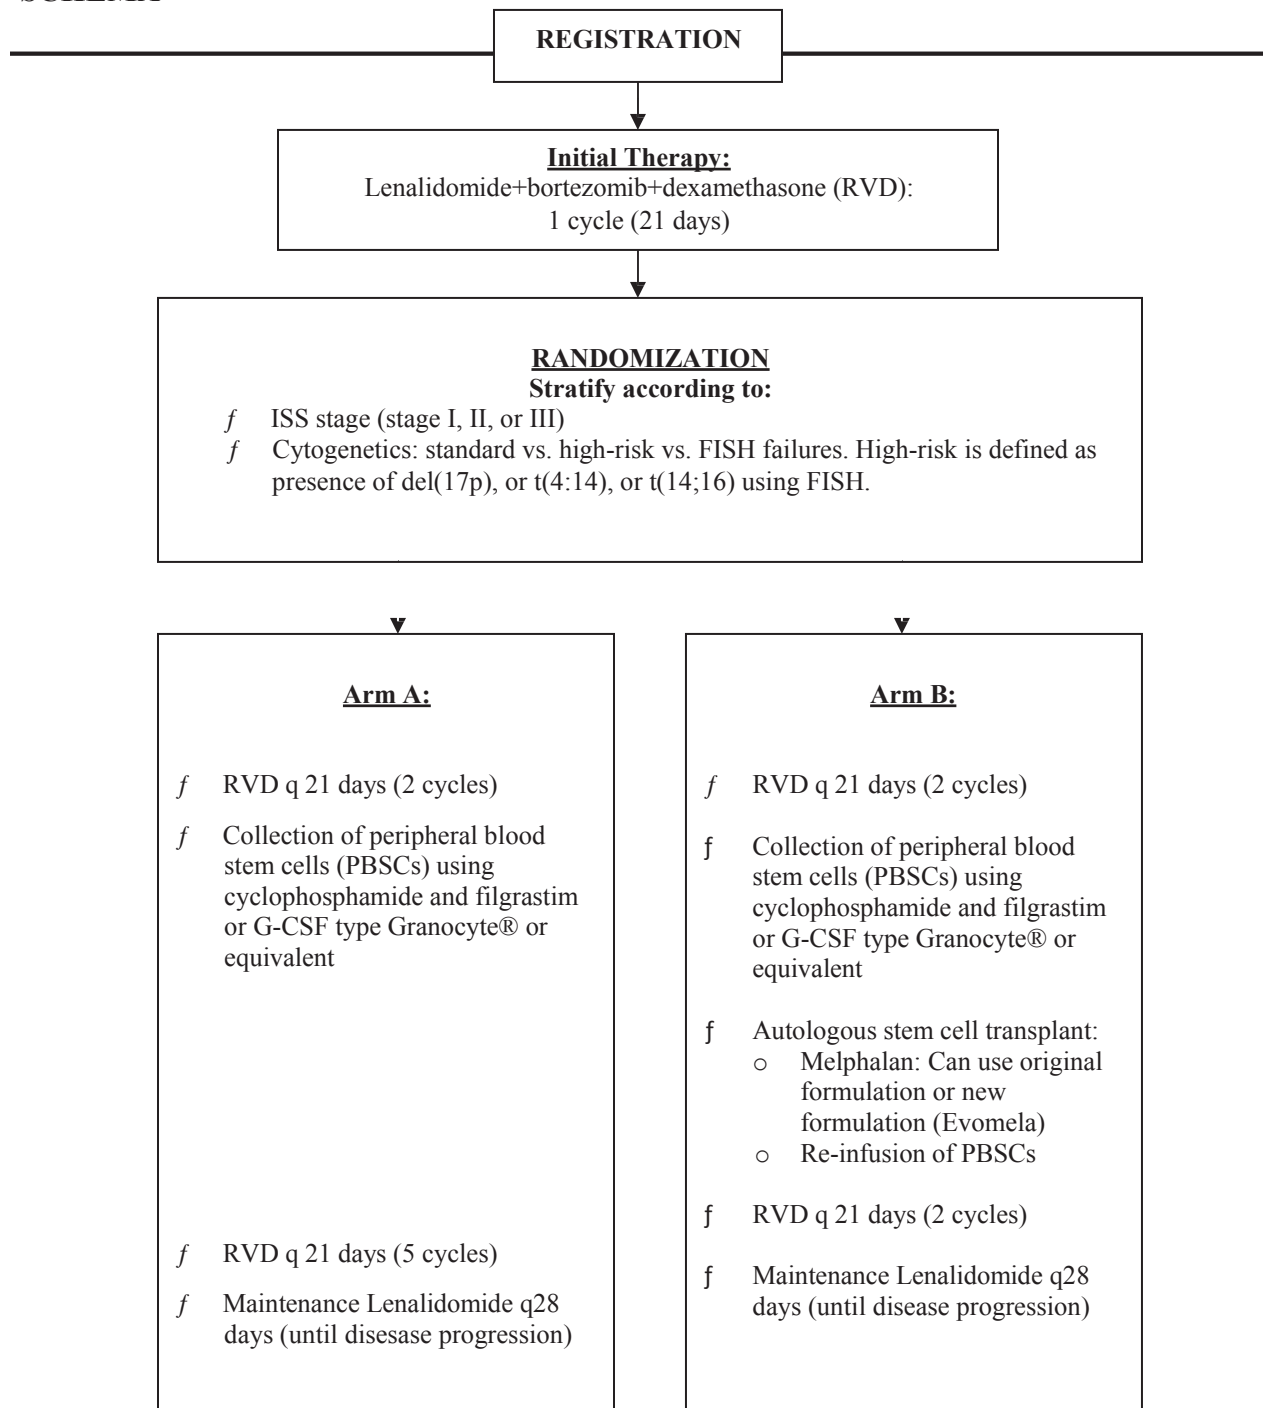 SCHEMA
REGISTRATION
Initial Therapy:
Lenalidomide+bortezomib+dexamethasone (RVD):
1 cycle (21 days)
RANDOMIZATION
Stratify according to:
ƒ ISS stage (stage I, II, or III)
ƒ Cytogenetics: standard vs. high-risk vs. FISH failures. High-risk is defined as
presence of del(17p), or t(4:14), or t(14;16) using FISH.
Arm A:
ƒ RVD q 21 days (2 cycles)
ƒ Collection of peripheral blood
stem cells (PBSCs) using
cyclophosphamide and filgrastim
or G-CSF type Granocyte® or
equivalent
ƒ RVD q 21 days (5 cycles)
ƒ Maintenance Lenalidomide q28
days (until disesase progression)
Arm B:
ƒ RVD q 21 days (2 cycles)
ƒ Collection of peripheral blood
stem cells (PBSCs) using
cyclophosphamide and filgrastim
or G-CSF type Granocyte® or
equivalent
ƒ Autologous stem cell transplant:
o Melphalan: Can use original
formulation or new
formulation (Evomela)
o Re-infusion of PBSCs
ƒ RVD q 21 days (2 cycles)
ƒ Maintenance Lenalidomide q28
days (until disease progression)